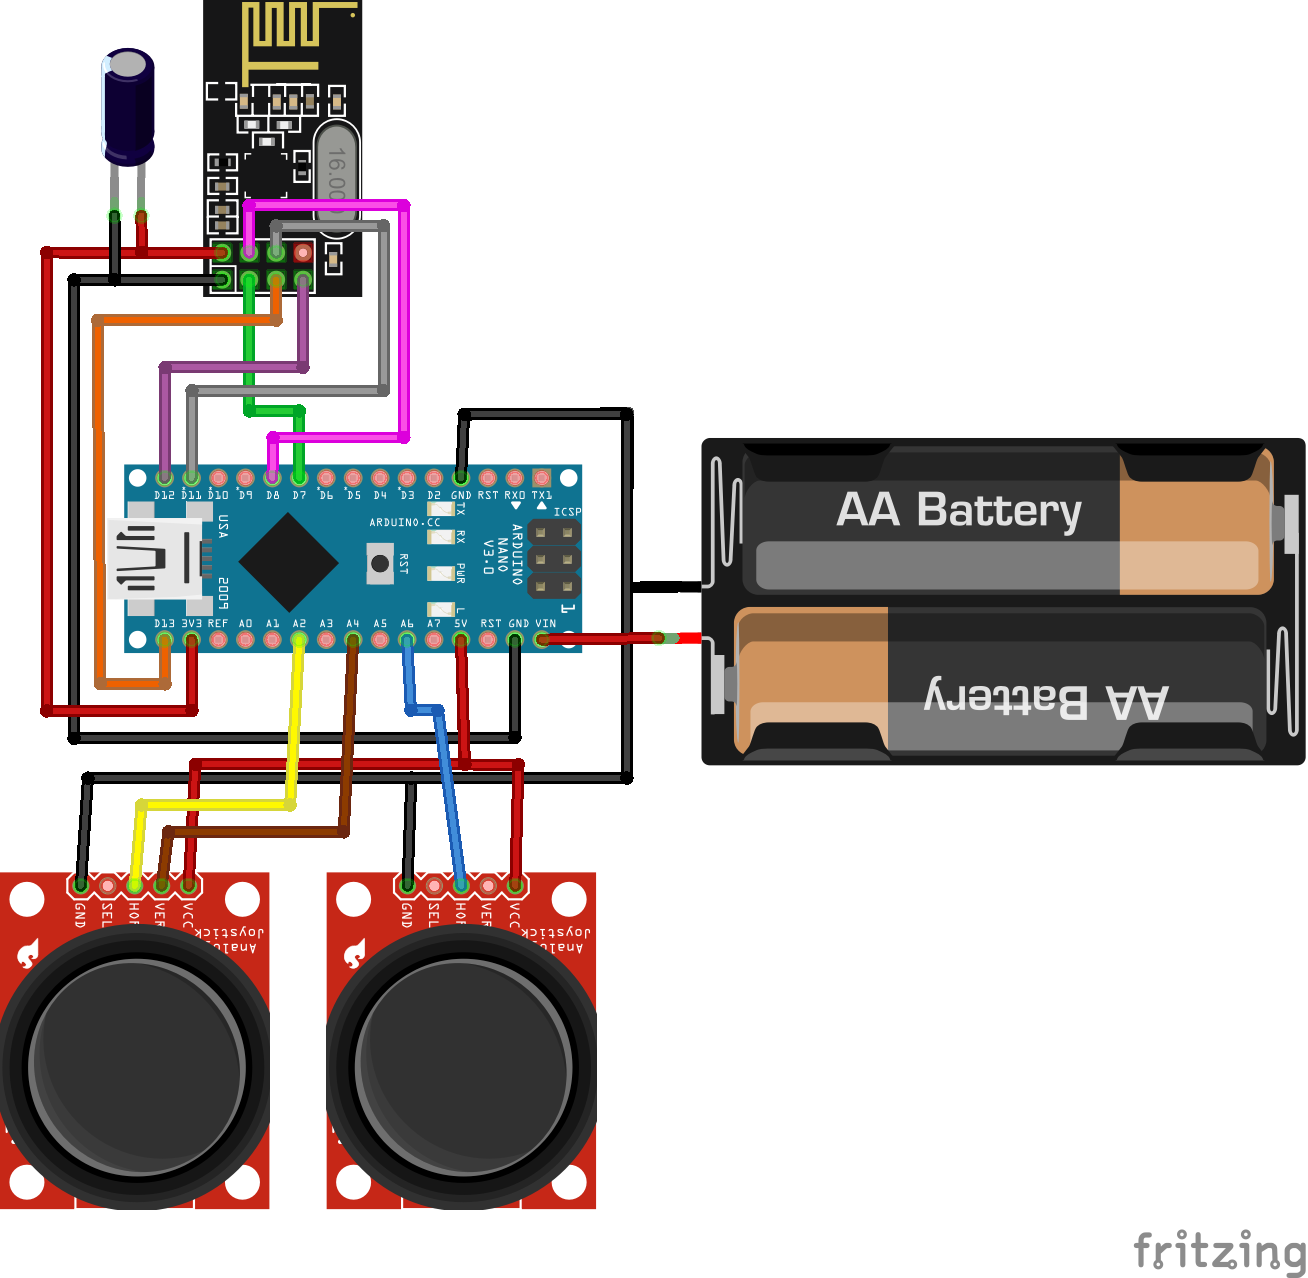 16.00
D12 D11 D10 D9 D8 D7 D6 D5 D4 D3 D2 GND RST RX0 TX1
USA
ARDUINO.CC
TX
RX
PWR
L
RST
ICSP
ARDUINO
NANO
V3.0
1
2009
D13 3V3 REF A0 A1 A2 A3 A4 A5 A6 A7 5V RST GND VIN
AA Battery
AA Battery
GND SEL HOR VER VCC
Joystick
GND SEL HOR VER VCC
Joystick
fritzing